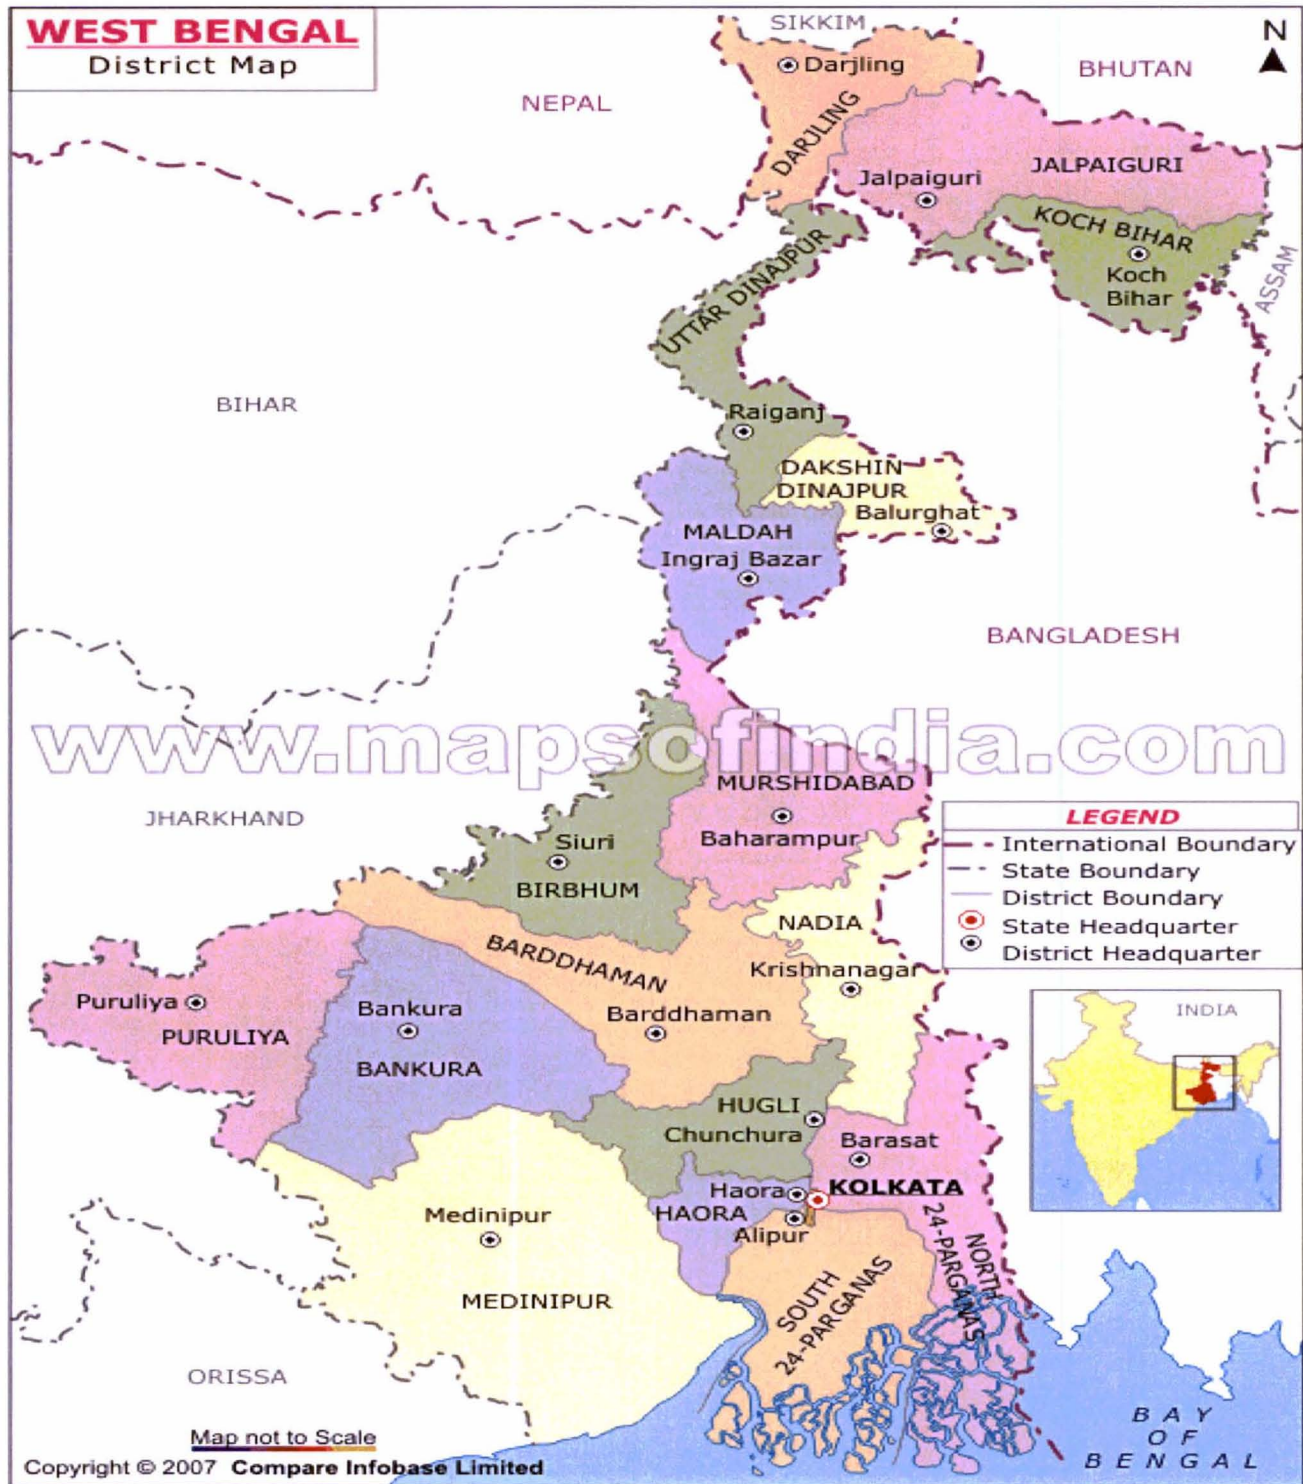 WEST BENGAL
District Map
SIKKIM
N
NEPAL
BHUTAN
Darjling
DARJLING
JALPAIGURI
Jalpaiguri
KOCH BIHAR
Koch
Bihar
ASSAM
UTTAR DINAJPUR
BIHAR
Raiganj
DAKSHIN
DINAJPUR
Balurghat
MALDAH
Ingraj Bazar
BANGLADESH
www.mapsofindia.com
MURSHIDABAD
Baharampur
JHARKHAND
Siuri
BIRBHUM
LEGEND
International Boundary
State Boundary
District Boundary
State Headquarter
District Headquarter
NADIA
Krishnanagar
BARDDHAMAN
Barddhaman
Puruliya
PURULIYA
Bankura
BANKURA
INDIA
HUGLI
Chunchura
Barasat
Haora
KOLKATA
HAORA
Alipur
Medinipur
MEDINIPUR
NORTH
24-PARGANAS
SOUTH
24-PARGANAS
ORISSA
BAY
OF
BENGAL
Map not to Scale
Copyright © 2007 Compare Infobase Limited